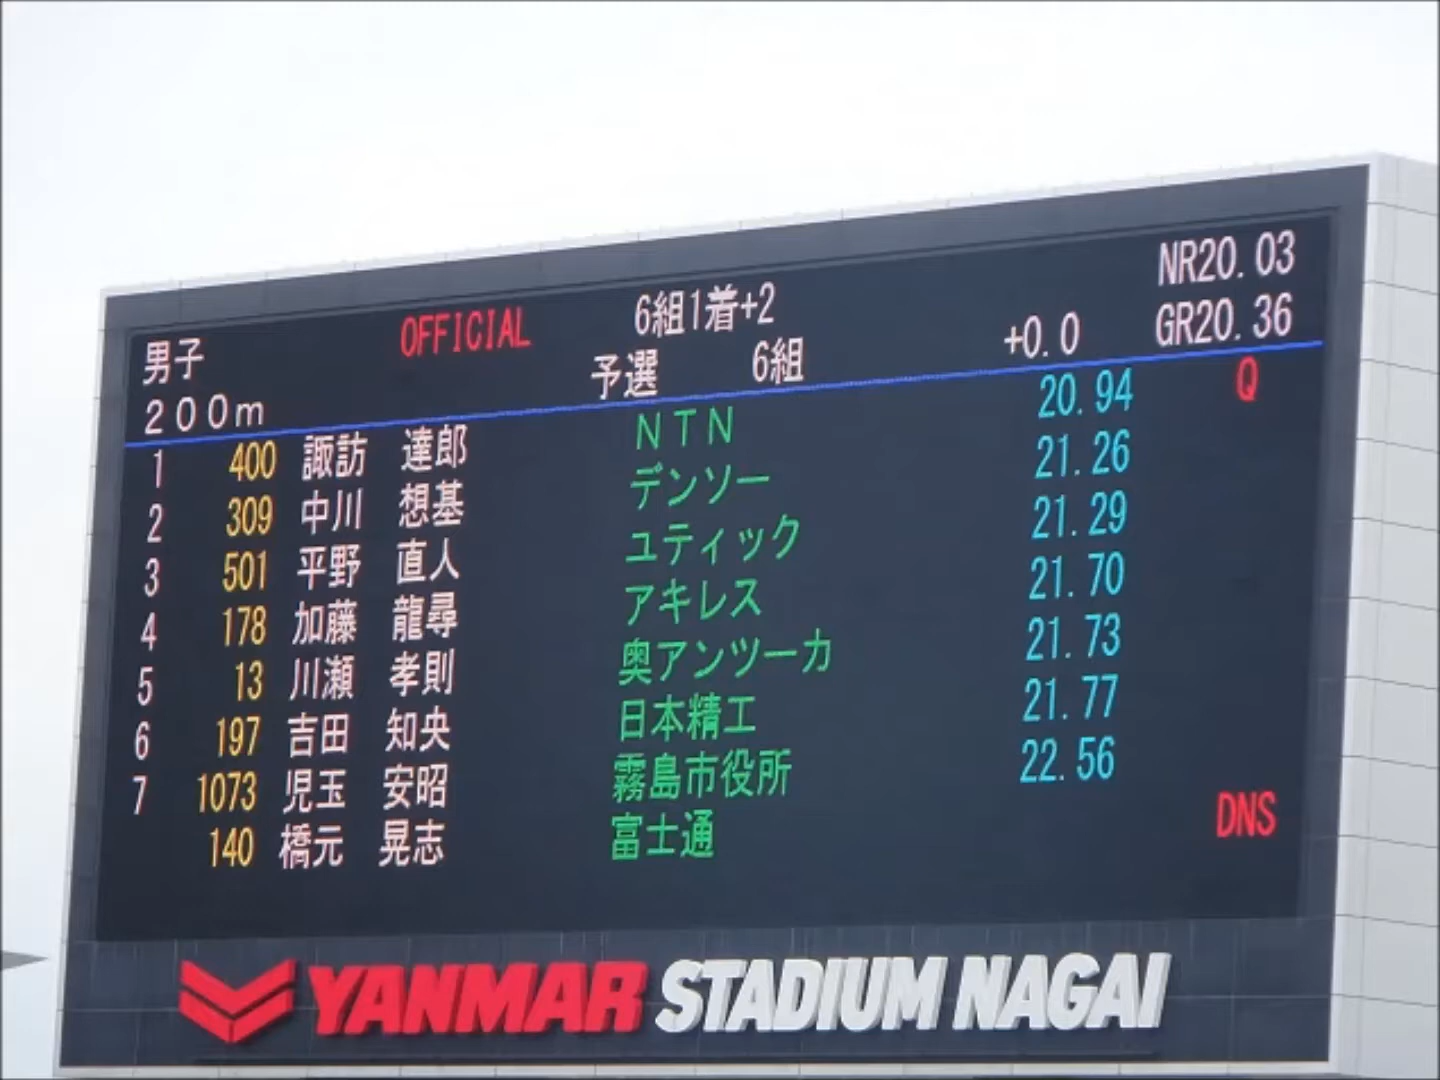 NR20.03
男子 OFFICIAL 6組1着+2 GR20.36
200m 予選 6組 +0.0
1 400 諏訪 達郎 NTN 20.94 Q
2 309 中川 想基 デンソー 21.26
3 501 平野 直人 ユティック 21.29
4 178 加藤 龍尋 アキレス 21.70
5 13 川瀬 孝則 奥アンツーカ 21.73
6 197 吉田 知央 日本精工 21.77
7 1073 児玉 安昭 霧島市役所 22.56
140 橋元 晃志 富士通 DNS
YANMAR STADIUM NAGAI